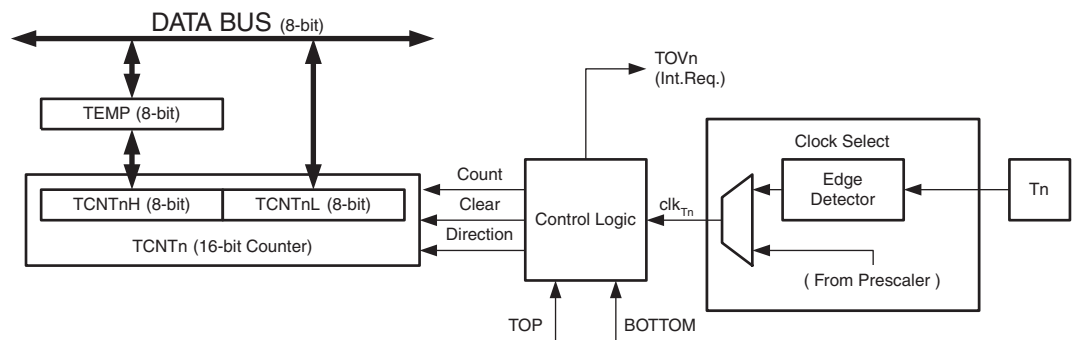 DATA BUS (8-bit)
TEMP (8-bit)
TCNTnH (8-bit) TCNTnL (8-bit)
TCNTn (16-bit Counter)
Count
Clear
Direction
Control Logic
TOVn
(Int.Req.)
TOP
BOTTOM
clkTn
Clock Select
Edge
Detector
( From Prescaler )
Tn